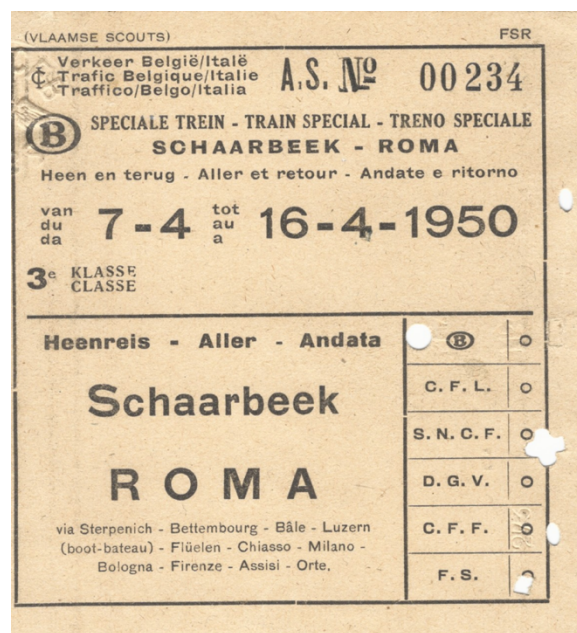 (VLAAMSE SCOUTS) FSR
Verkeer België/Italë
₵ Trafic Belgique/Italie
Traffico/Belgo/Italia
A.S. Nº 00234
B SPECIALE TREIN - TRAIN SPECIAL - TRENO SPECIALE
SCHAARBEEK - ROMA
Heen en terug - Aller et retour - Andate e ritorno
van tot
du 7-4 au 16-4-1950
da a
3e KLASSE
CLASSE
Heenreis - Aller - Andata
Schaarbeek
ROMA
via Sterpenich - Bettembourg - Bâle - Luzern
(boot-bateau) - Flüelen - Chiasso - Milano -
Bologna - Firenze - Assisi - Orte.
B O
C. F. L. O
S. N. C. F. O
D. G. V. O
C. F. F. O
F. S. O